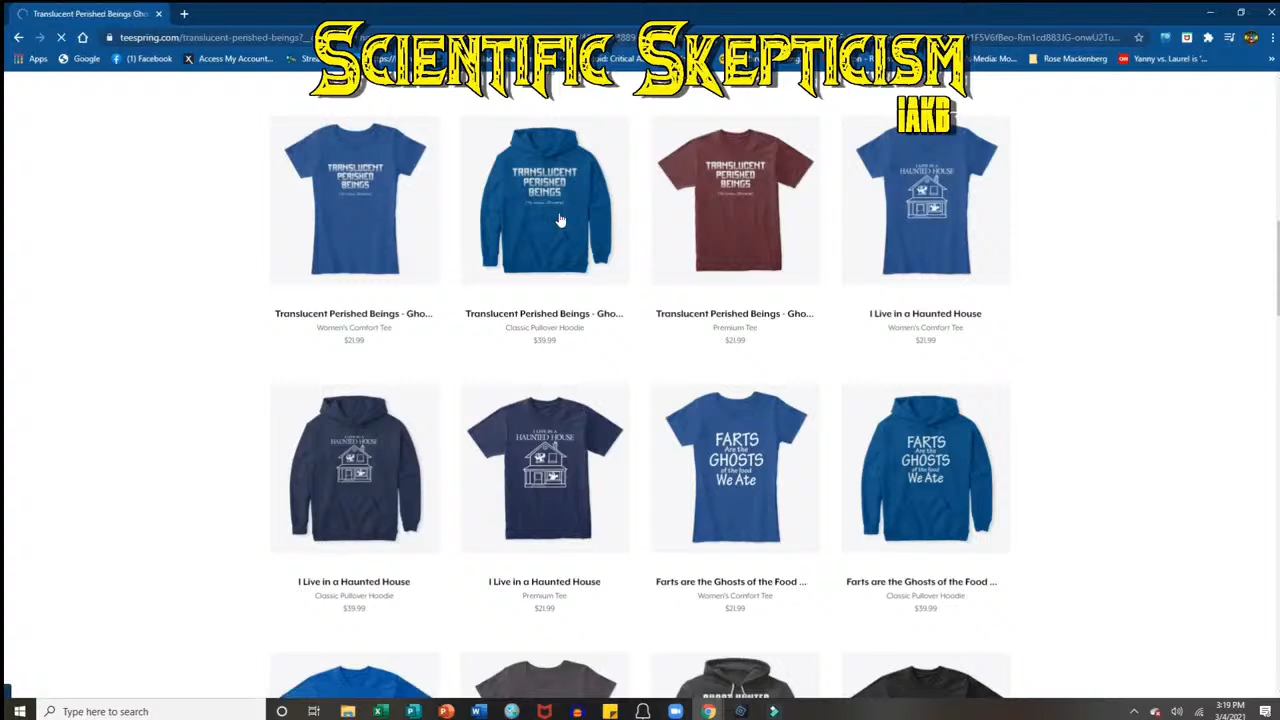 Translucent Perished Beings Gho
teespring.com/translucent-perished-beings?
SCIENTIFIC SKEPTICISM
IAKB
Apps
Google
(1) Facebook
Access My Account...
Rose Mackenberg
Yanny vs. Laurel is '...
TRANSLUCENT
PERISHED
BEINGS
TRANSLUCENT
PERISHED
BEINGS
TRANSLUCENT
PERISHED
BEINGS
I LIVE IN A
HAUNTED HOUSE
Translucent Perished Beings - Gho...
Women's Comfort Tee
$21.99
Translucent Perished Beings - Gho...
Classic Pullover Hoodie
$39.99
Translucent Perished Beings - Gho...
Premium Tee
$21.99
I Live in a Haunted House
Women's Comfort Tee
$21.99
I LIVE IN A
HAUNTED HOUSE
I LIVE IN A
HAUNTED HOUSE
FARTS
Are the
GHOSTS
of the food
We Ate
FARTS
Are the
GHOSTS
of the food
We Ate
I Live in a Haunted House
Classic Pullover Hoodie
$39.99
I Live in a Haunted House
Premium Tee
$21.99
Farts are the Ghosts of the Food ...
Women's Comfort Tee
$21.99
Farts are the Ghosts of the Food ...
Classic Pullover Hoodie
$39.99
GHOST HUNTER
Type here to search
3:19 PM
3/4/2021